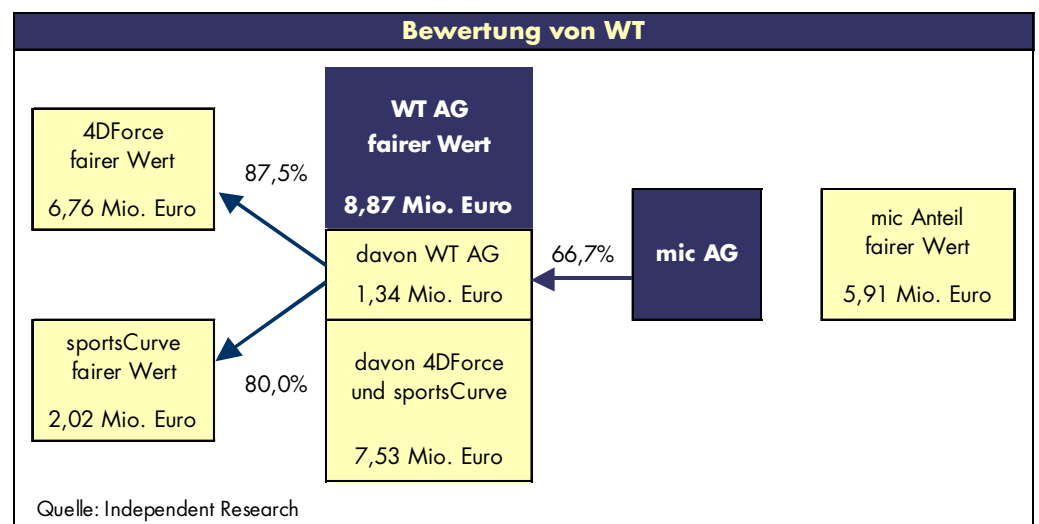 Bewertung von WT
4DForce
fairer Wert
6,76 Mio. Euro
87,5%
sportsCurve
fairer Wert
2,02 Mio. Euro
80,0%
WT AG
fairer Wert
8,87 Mio. Euro
davon WT AG
1,34 Mio. Euro
davon 4DForce
und sportsCurve
7,53 Mio. Euro
66,7%
mic AG
mic Anteil
fairer Wert
5,91 Mio. Euro
Quelle: Independent Research